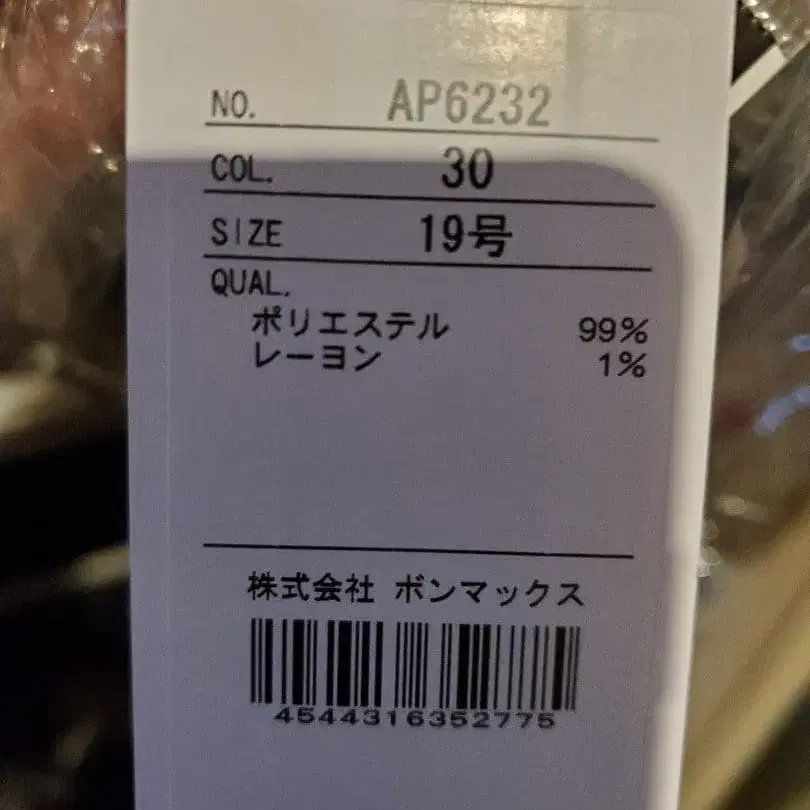 NO. AP6232
COL. 30
SIZE 19号
QUAL.
ポリエステル 99%
レーヨン 1%
株式会社 ボンマックス
4544316352775